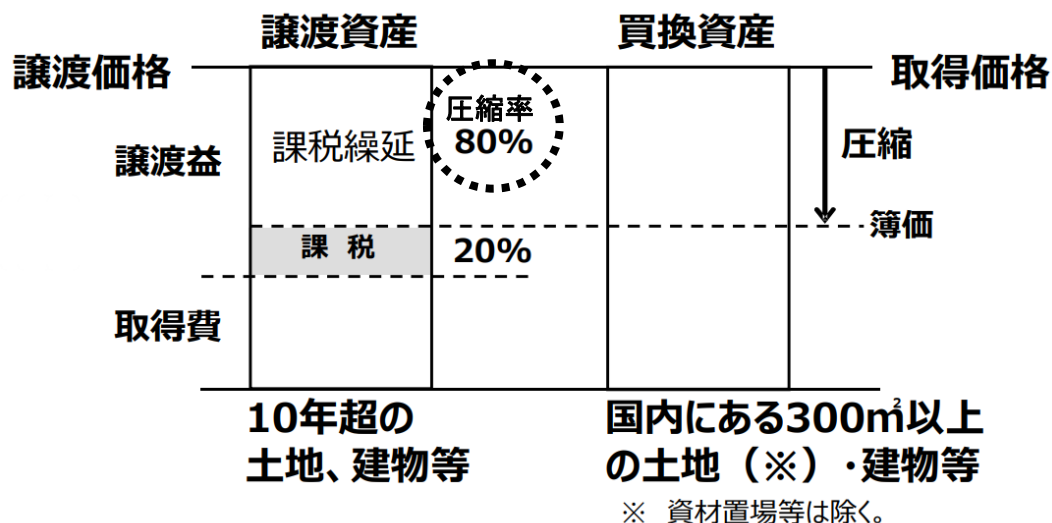 譲渡資産
買換資産
譲渡価格
取得価格
圧縮率
譲渡益
課税繰延
80%
圧縮
簿価
課 税
20%
取得費
10年超の
土地、建物等
国内にある300㎡以上
の土地（※）・建物等
※ 資材置場等は除く。